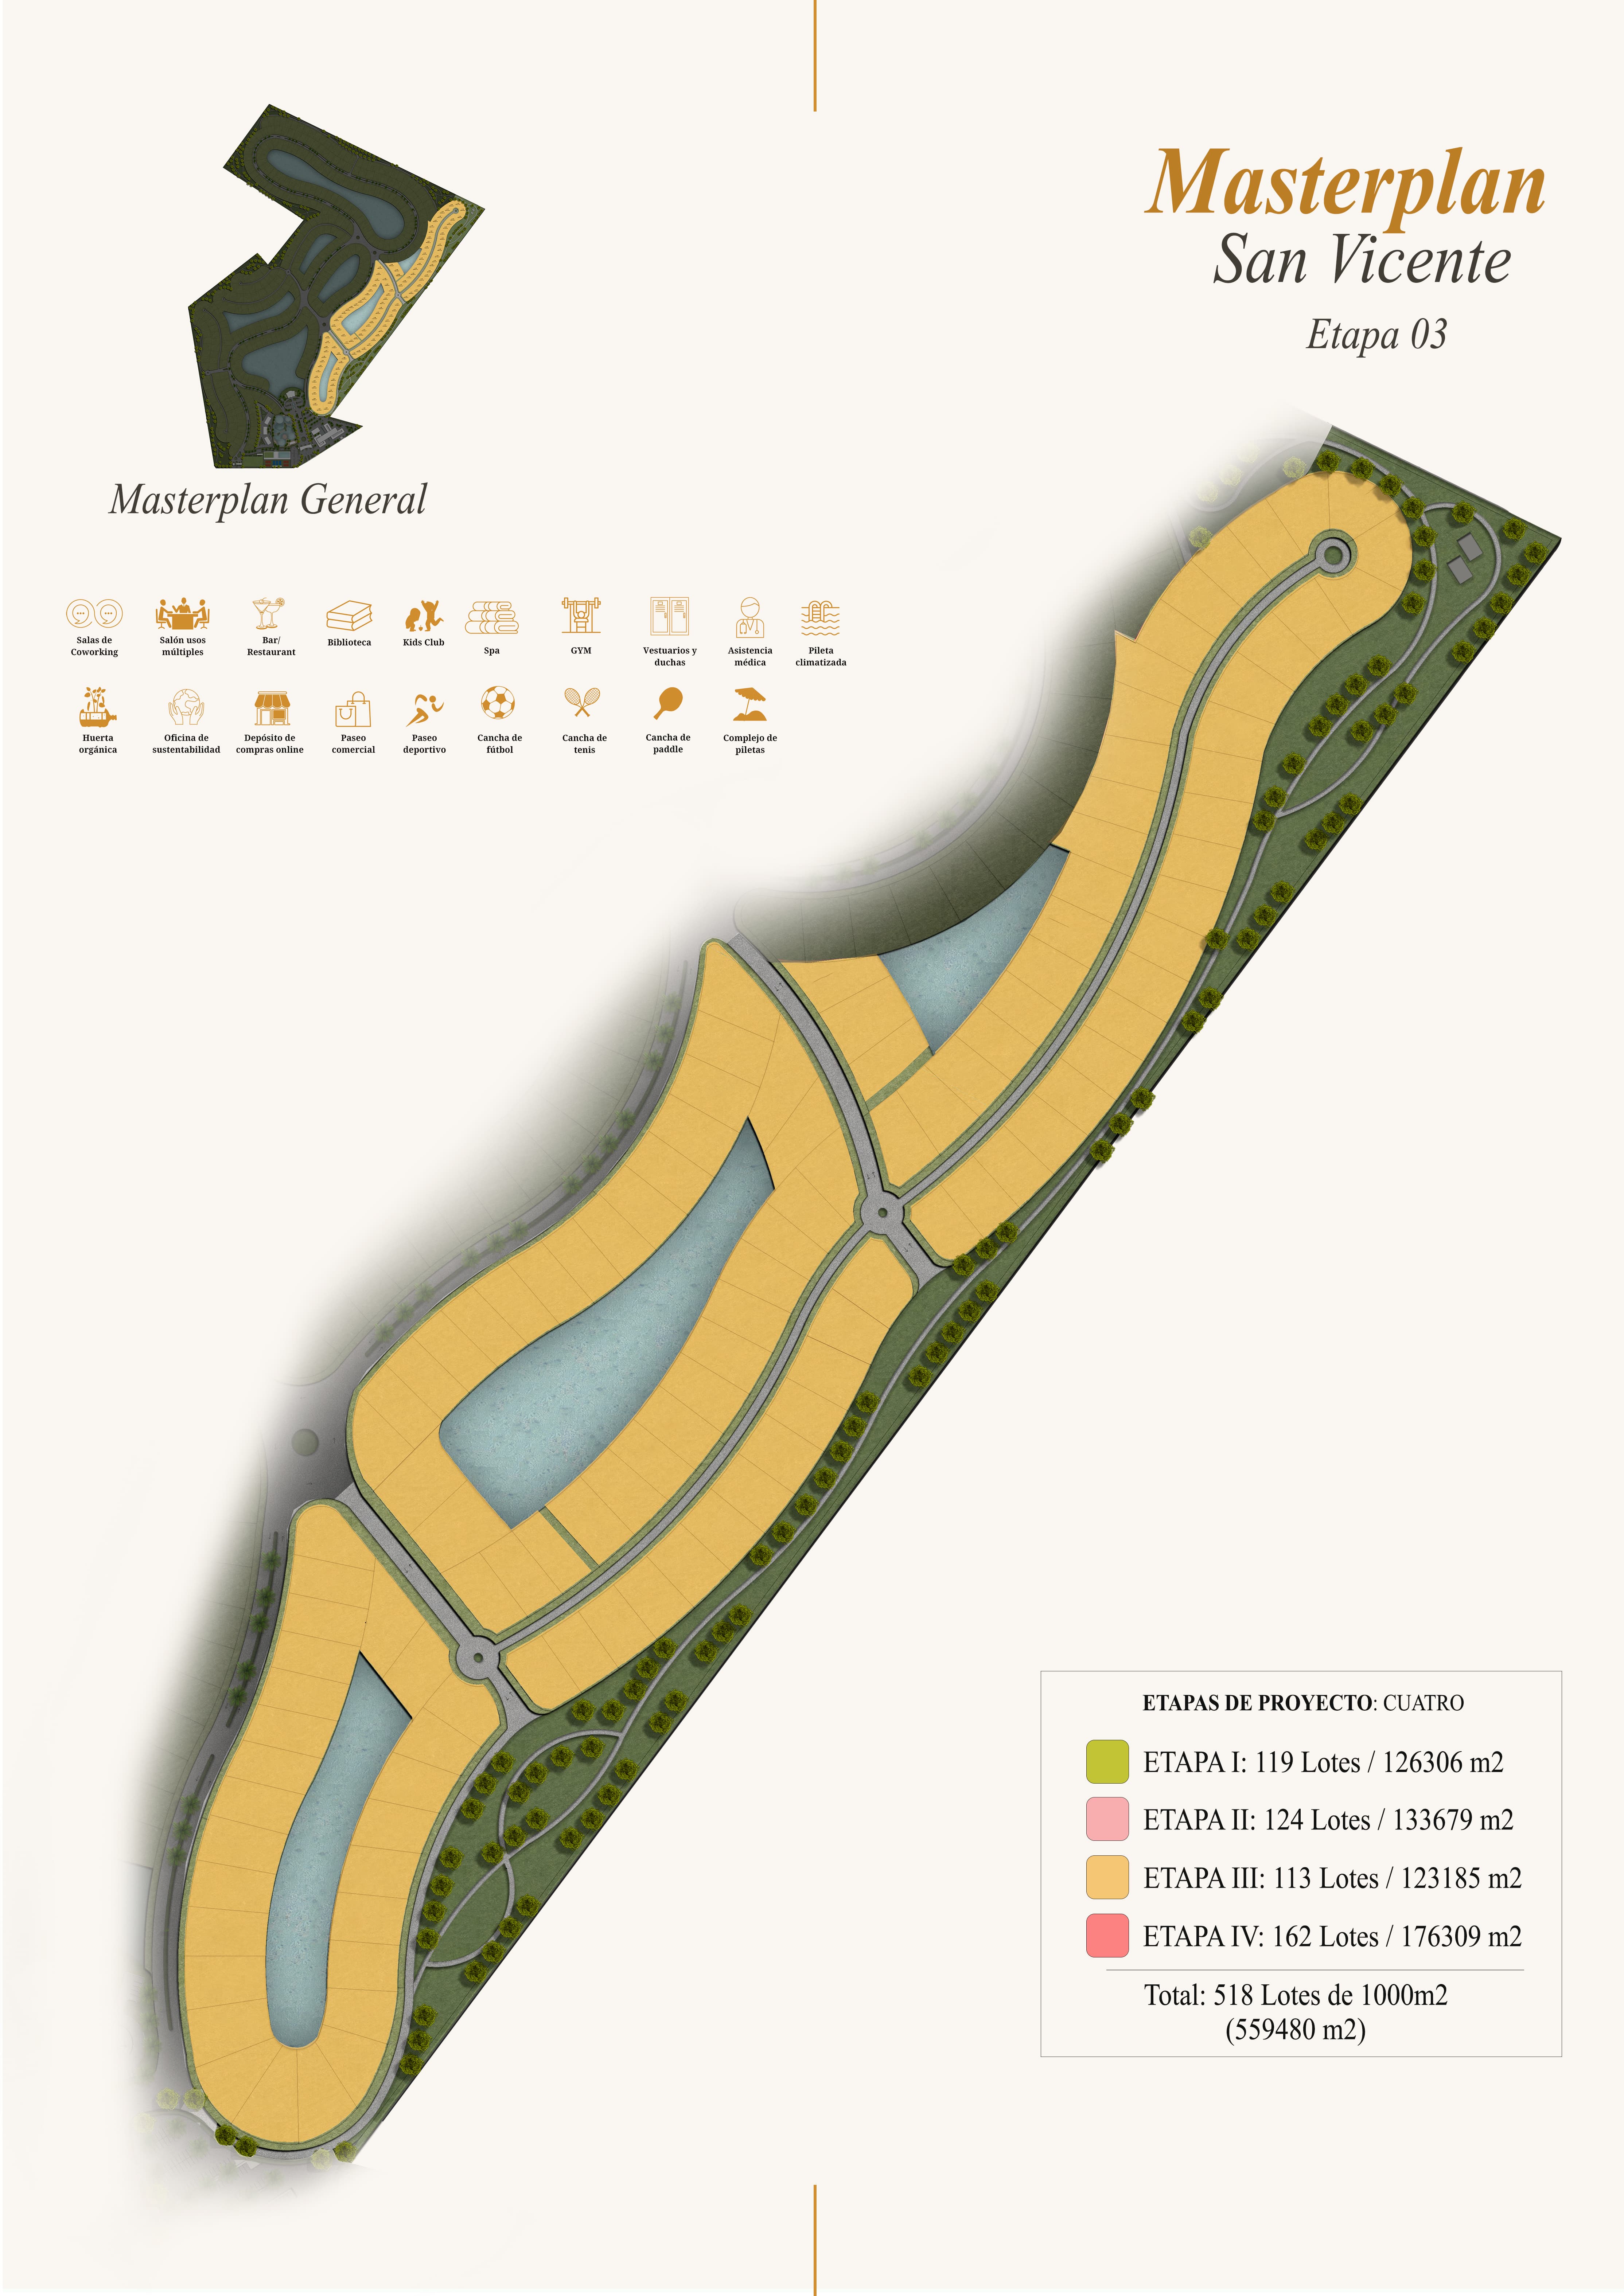 Masterplan
San Vicente
Etapa 03
Masterplan General
Salas de
Coworking
Salón usos
múltiples
Bar/
Restaurant
Biblioteca
Kids Club
Spa
GYM
Vestuarios y
duchas
Asistencia
médica
Pileta
climatizada
Huerta
orgánica
Oficina de
sustentabilidad
Depósito de
compras online
Paseo
comercial
Paseo
deportivo
Cancha de
fútbol
Cancha de
tenis
Cancha de
paddle
Complejo de
piletas
ETAPAS DE PROYECTO: CUATRO
ETAPA I: 119 Lotes / 126306 m2
ETAPA II: 124 Lotes / 133679 m2
ETAPA III: 113 Lotes / 123185 m2
ETAPA IV: 162 Lotes / 176309 m2
Total: 518 Lotes de 1000m2
(559480 m2)